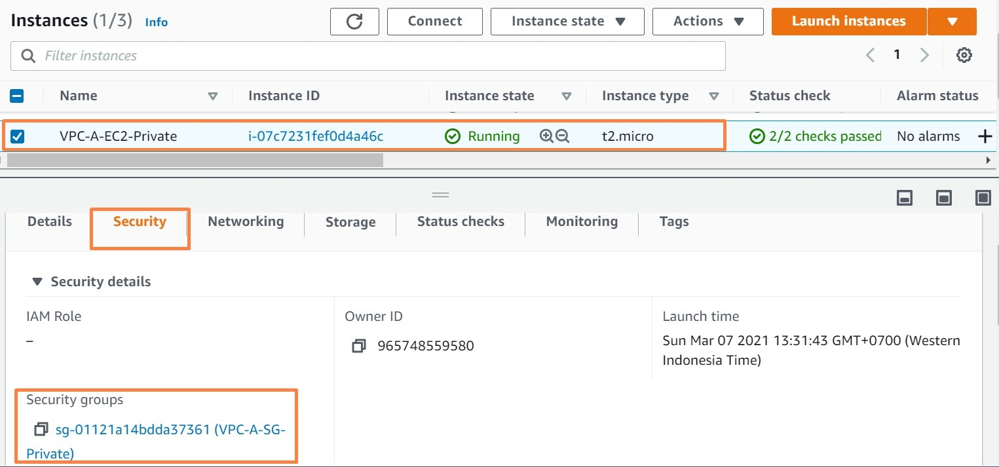 Instances (1/3) Info Connect Instance state Actions Launch instances
Filter instances 1
Name Instance ID Instance state Instance type Status check Alarm status
VPC-A-EC2-Private i-07c7231fef0d4a46c Running t2.micro 2/2 checks passed No alarms
Details Security Networking Storage Status checks Monitoring Tags
Security details
IAM Role Owner ID Launch time
– 965748559580 Sun Mar 07 2021 13:31:43 GMT+0700 (Western
Indonesia Time)
Security groups
sg-01121a14bdda37361 (VPC-A-SG-
Private)